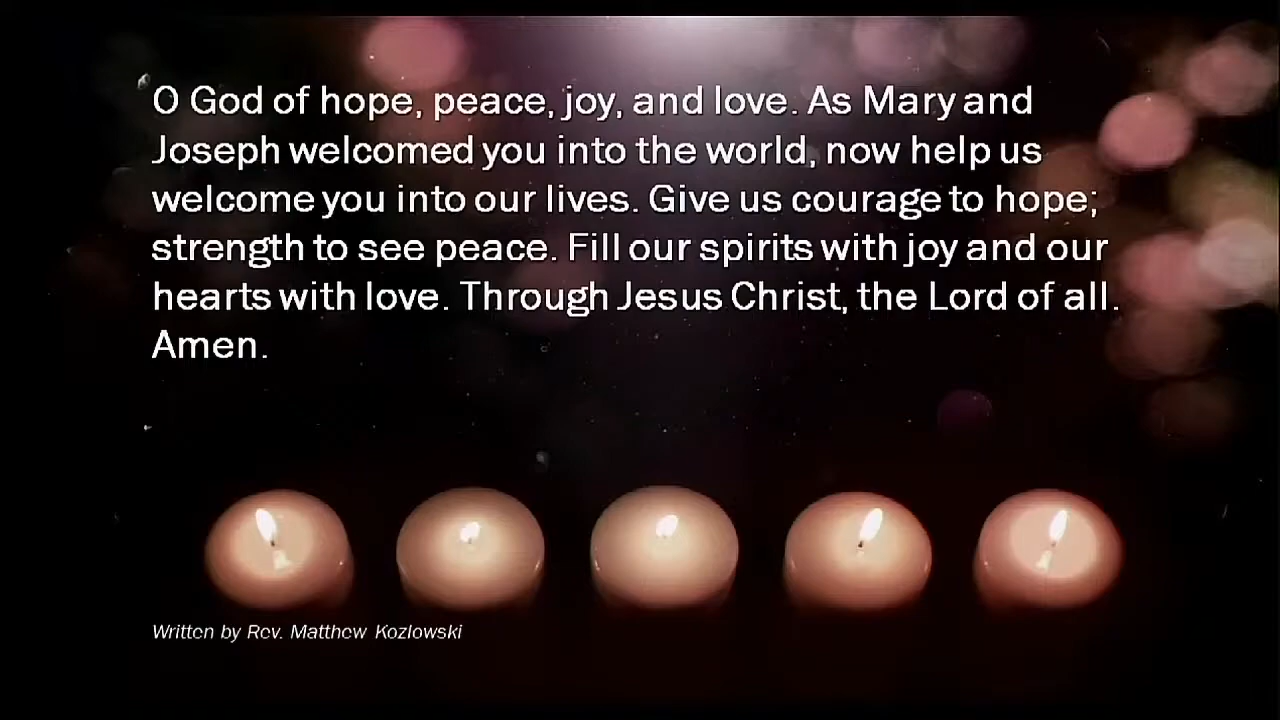 O God of hope, peace, joy, and love. As Mary and
Joseph welcomed you into the world, now help us
welcome you into our lives. Give us courage to hope;
strength to see peace. Fill our spirits with joy and our
hearts with love. Through Jesus Christ, the Lord of all.
Amen.
Written by Rev. Matthew Kozlowski